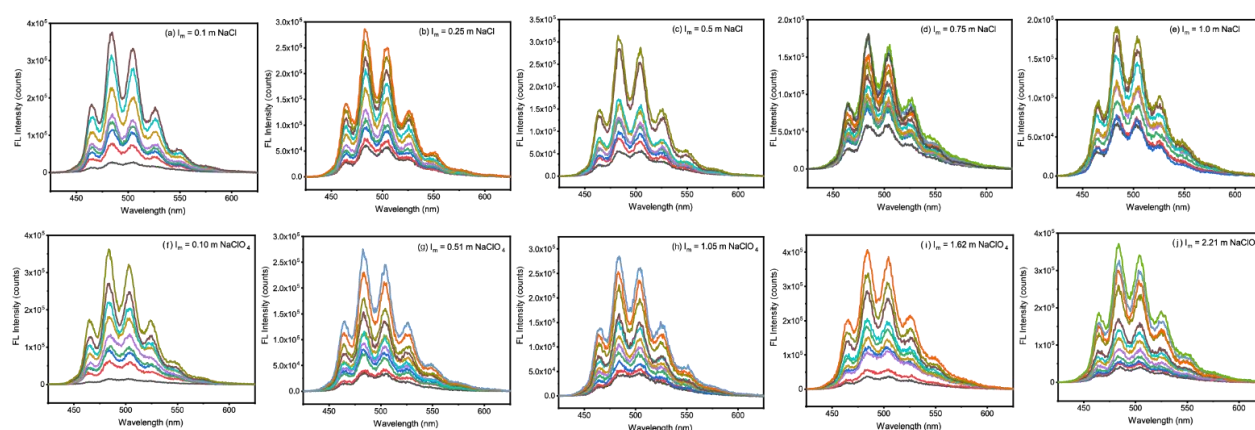 (a) Iₘ = 0.1 m NaCl
FL Intensity (counts)
4x10⁵
3x10⁵
2x10⁵
1x10⁵
0
450 500 550 600
Wavelength (nm)
(b) Iₘ = 0.25 m NaCl
FL Intensity (counts)
3.0x10⁵
2.5x10⁵
2.0x10⁵
1.5x10⁵
1.0x10⁵
5.0x10⁴
0.0
450 500 550 600
Wavelength (nm)
(c) Iₘ = 0.5 m NaCl
FL Intensity (counts)
3.5x10⁵
3.0x10⁵
2.5x10⁵
2.0x10⁵
1.5x10⁵
1.0x10⁵
5.0x10⁴
0.0
450 500 550 600
Wavelength (nm)
(d) Iₘ = 0.75 m NaCl
FL Intensity (counts)
2.0x10⁵
1.5x10⁵
1.0x10⁵
5.0x10⁴
0.0
450 500 550 600
Wavelength (nm)
(e) Iₘ = 1.0 m NaCl
FL Intensity (counts)
2.0x10⁵
1.5x10⁵
1.0x10⁵
5.0x10⁴
0.0
450 500 550 600
Wavelength (nm)
(f) Iₘ = 0.10 m NaClO₄
FL Intensity (counts)
4x10⁵
3x10⁵
2x10⁵
1x10⁵
0
450 500 550 600
Wavelength (nm)
(g) Iₘ = 0.51 m NaClO₄
FL Intensity (counts)
3.0x10⁵
2.5x10⁵
2.0x10⁵
1.5x10⁵
1.0x10⁵
5.0x10⁴
0.0
450 500 550 600
Wavelength (nm)
(h) Iₘ = 1.05 m NaClO₄
FL Intensity (counts)
3.0x10⁵
2.5x10⁵
2.0x10⁵
1.5x10⁵
1.0x10⁵
5.0x10⁴
0.0
450 500 550 600
Wavelength (nm)
(i) Iₘ = 1.62 m NaClO₄
FL Intensity (counts)
4x10⁵
3x10⁵
2x10⁵
1x10⁵
0
450 500 550 600
Wavelength (nm)
(j) Iₘ = 2.21 m NaClO
FL Intensity (counts)
4x10⁵
3x10⁵
2x10⁵
1x10⁵
0
450 500 550 600
Wavelength (nm)